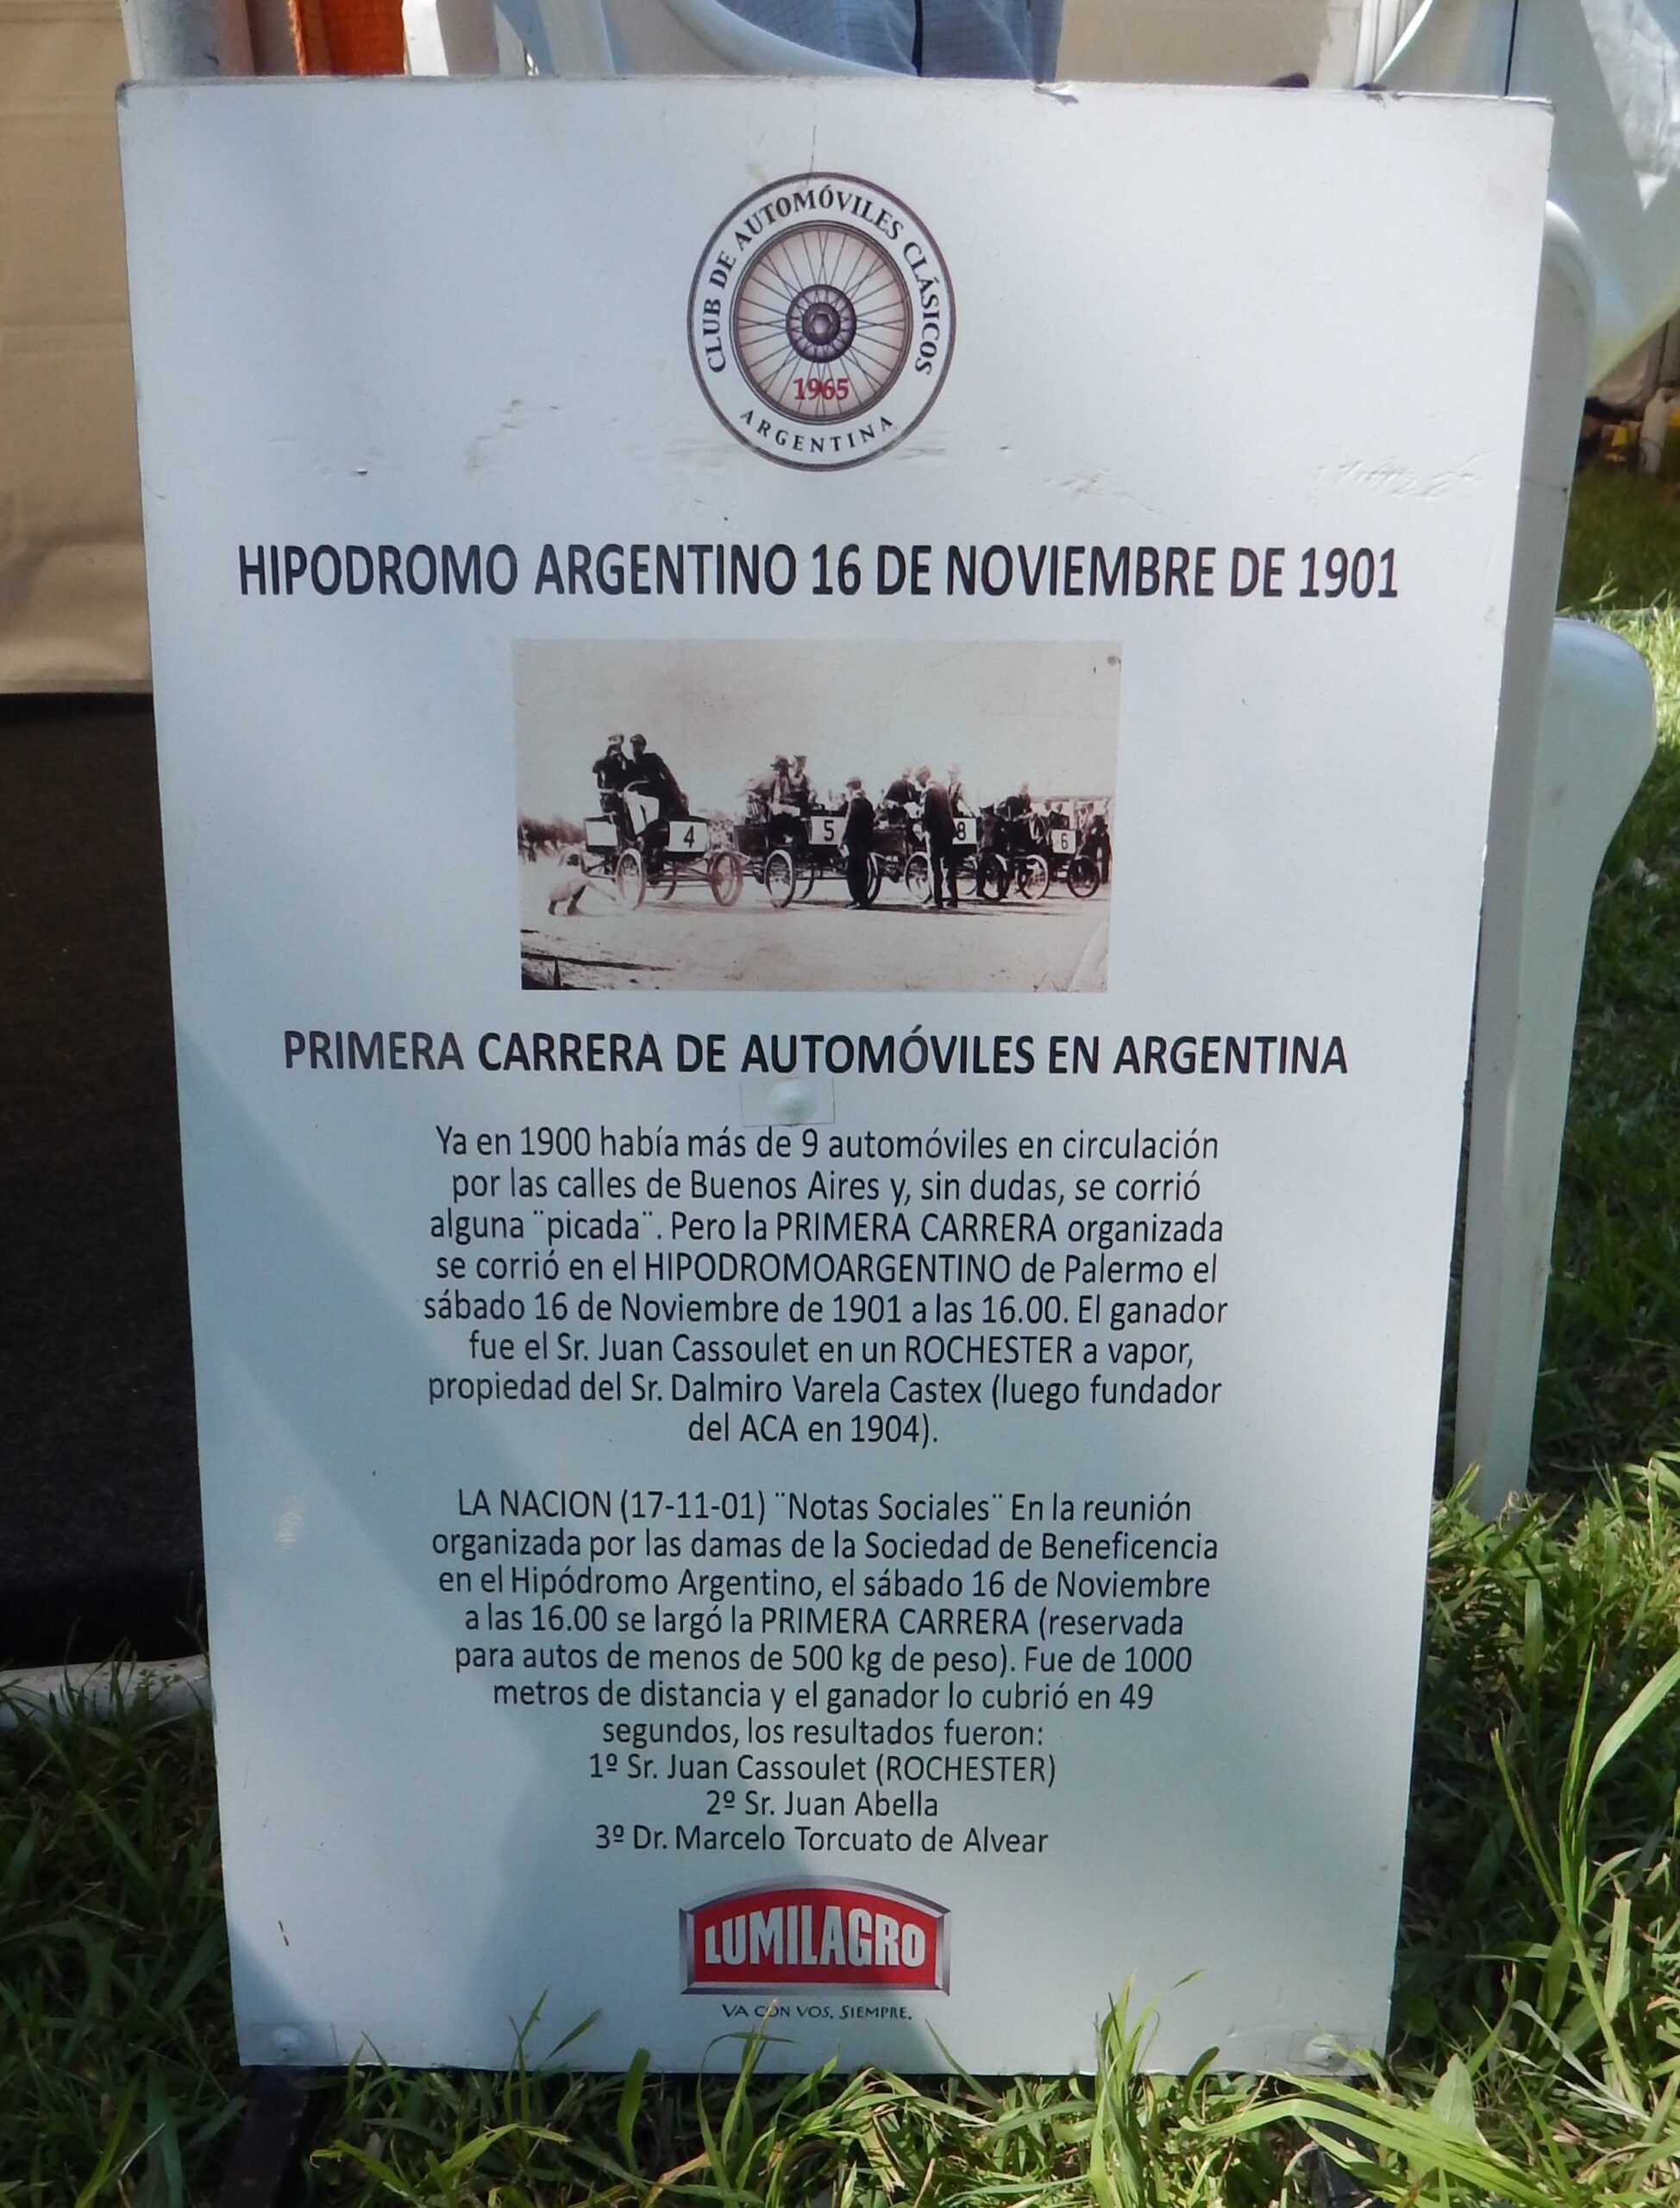 CLUB DE AUTOMÓVILES CLÁSICOS
1965
ARGENTINA
HIPODROMO ARGENTINO 16 DE NOVIEMBRE DE 1901
4
5
8
6
PRIMERA CARRERA DE AUTOMÓVILES EN ARGENTINA
Ya en 1900 había más de 9 automóviles en circulación
por las calles de Buenos Aires y, sin dudas, se corrió
alguna ¨picada¨. Pero la PRIMERA CARRERA organizada
se corrió en el HIPODROMOARGENTINO de Palermo el
sábado 16 de Noviembre de 1901 a las 16.00. El ganador
fue el Sr. Juan Cassoulet en un ROCHESTER a vapor,
propiedad del Sr. Dalmiro Varela Castex (luego fundador
del ACA en 1904).
LA NACION (17-11-01) ¨Notas Sociales¨ En la reunión
organizada por las damas de la Sociedad de Beneficencia
en el Hipódromo Argentino, el sábado 16 de Noviembre
a las 16.00 se largó la PRIMERA CARRERA (reservada
para autos de menos de 500 kg de peso). Fue de 1000
metros de distancia y el ganador lo cubrió en 49
segundos, los resultados fueron:
1º Sr. Juan Cassoulet (ROCHESTER)
2º Sr. Juan Abella
3º Dr. Marcelo Torcuato de Alvear
LUMILAGRO
VA CON VOS. SIEMPRE.